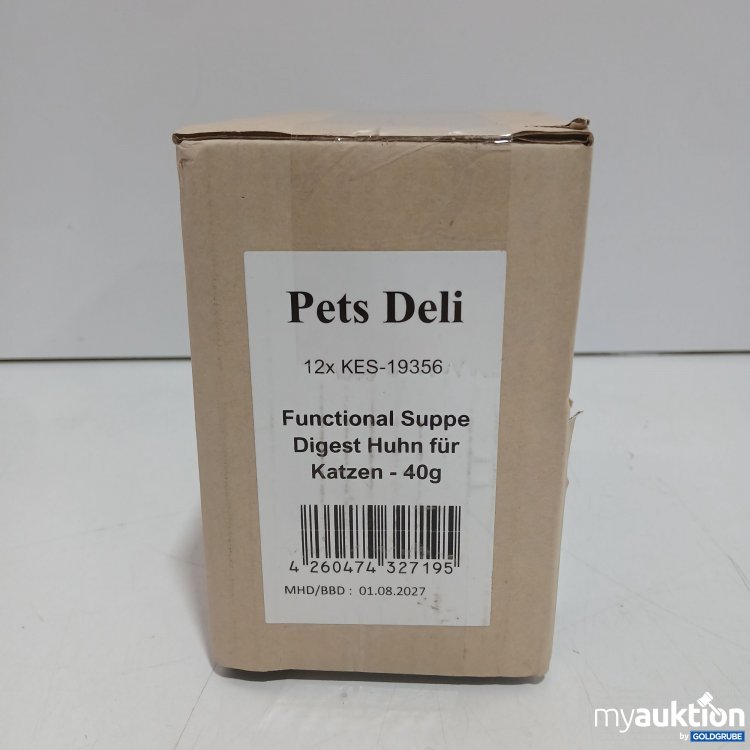 Pets Deli
12x KES-19356
Functional Suppe
Digest Huhn für
Katzen - 40g
4 260474 327195
MHD/BBD : 01.08.2027
myauktion
by GOLDGRUBE